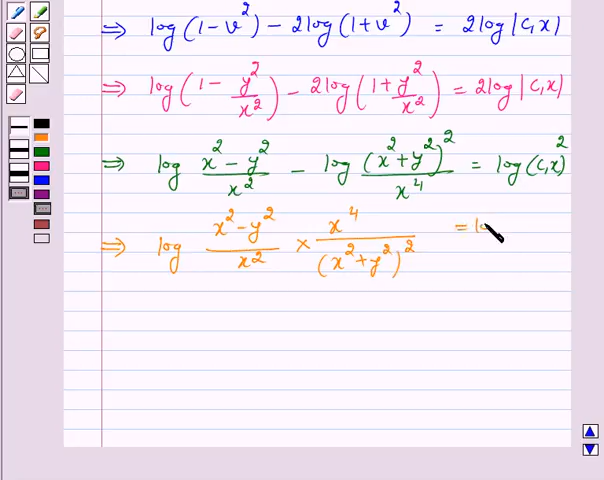 ⇒ log(1 − v²) − 2log(1 + v²) = 2log|C₁x|
⇒ log(1 − y²/x²) − 2log(1 + y²/x²) = 2log|C₁x|
⇒ log (x² − y²)/x² − log (x² + y²)²/x⁴ = log(C₁x)²
⇒ log (x² − y²)/x² × x⁴/(x² + y²)² = lo